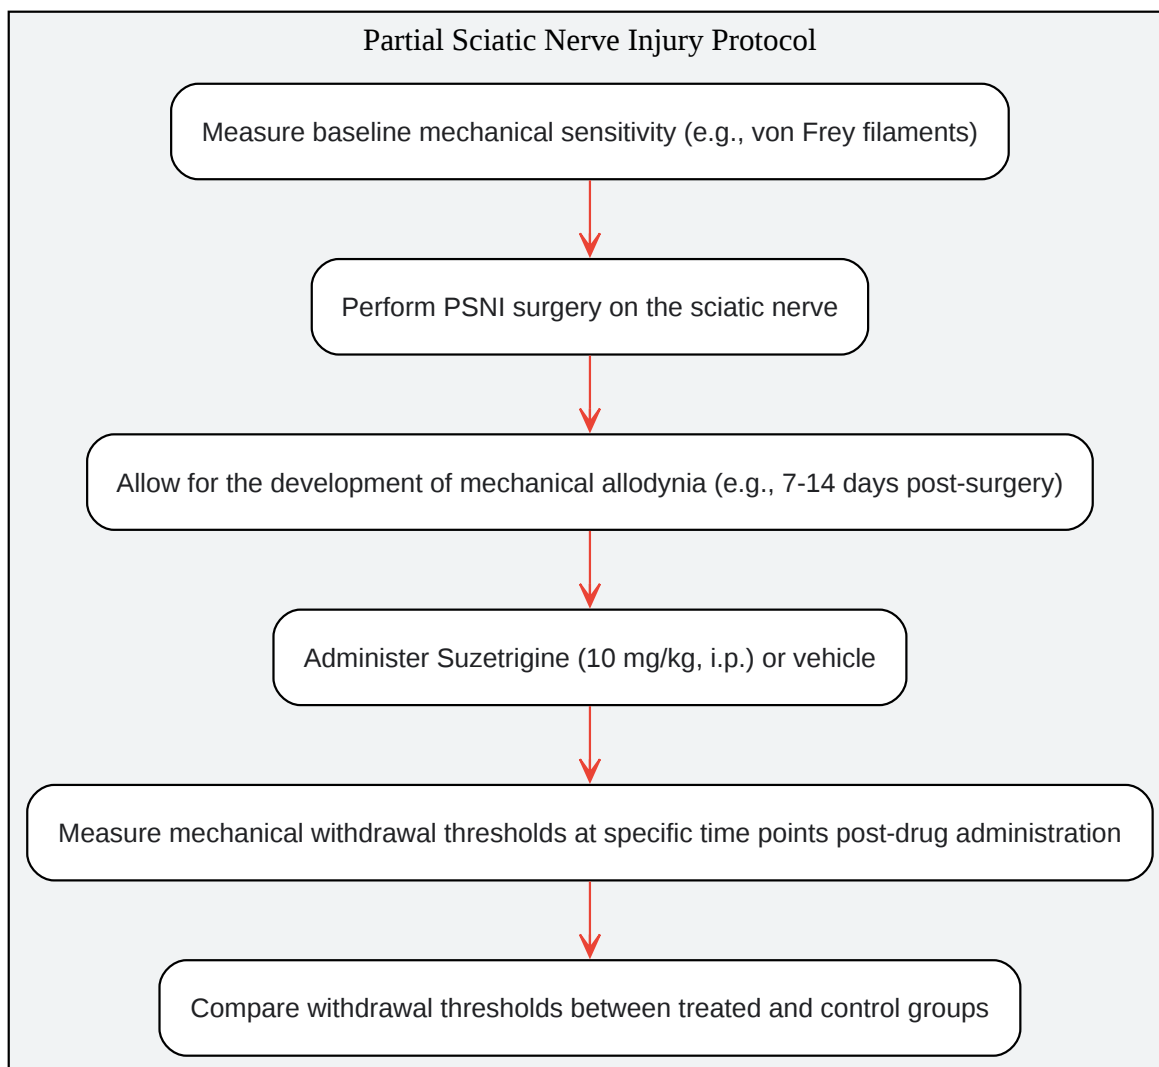 Partial Sciatic Nerve Injury Protocol
Measure baseline mechanical sensitivity (e.g., von Frey filaments)
Perform PSNI surgery on the sciatic nerve
Allow for the development of mechanical allodynia (e.g., 7-14 days post-surgery)
Administer Suzetrigine (10 mg/kg, i.p.) or vehicle
Measure mechanical withdrawal thresholds at specific time points post-drug administration
Compare withdrawal thresholds between treated and control groups